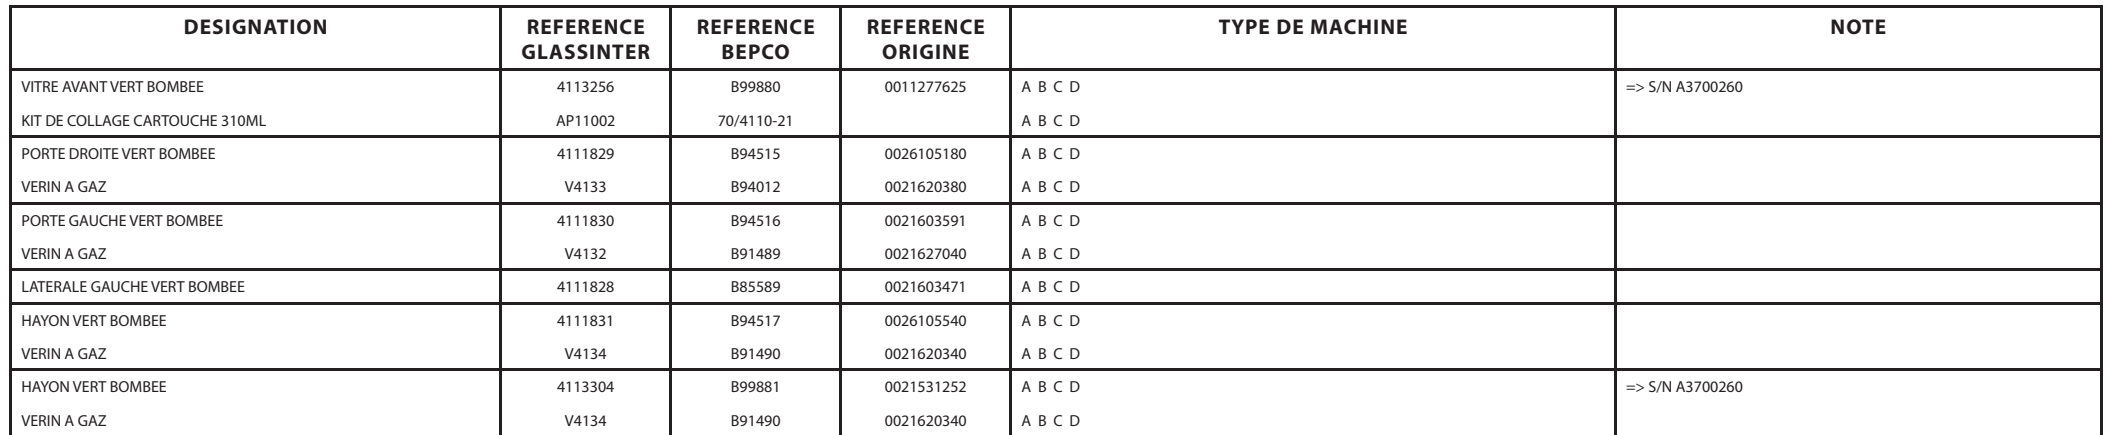 DESIGNATION REFERENCE GLASSINTER REFERENCE BEPCO REFERENCE ORIGINE TYPE DE MACHINE NOTE
VITRE AVANT VERT BOMBEE 4113256 B99880 0011277625 A B C D => S/N A3700260
KIT DE COLLAGE CARTOUCHE 310ML AP11002 70/4110-21 A B C D
PORTE DROITE VERT BOMBEE 4111829 B94515 0026105180 A B C D
VERIN A GAZ V4133 B94012 0021620380 A B C D
PORTE GAUCHE VERT BOMBEE 4111830 B94516 0021603591 A B C D
VERIN A GAZ V4132 B91489 0021627040 A B C D
LATERALE GAUCHE VERT BOMBEE 4111828 B85589 0021603471 A B C D
HAYON VERT BOMBEE 4111831 B94517 0026105540 A B C D
VERIN A GAZ V4134 B91490 0021620340 A B C D
HAYON VERT BOMBEE 4113304 B99881 0021531252 A B C D => S/N A3700260
VERIN A GAZ V4134 B91490 0021620340 A B C D